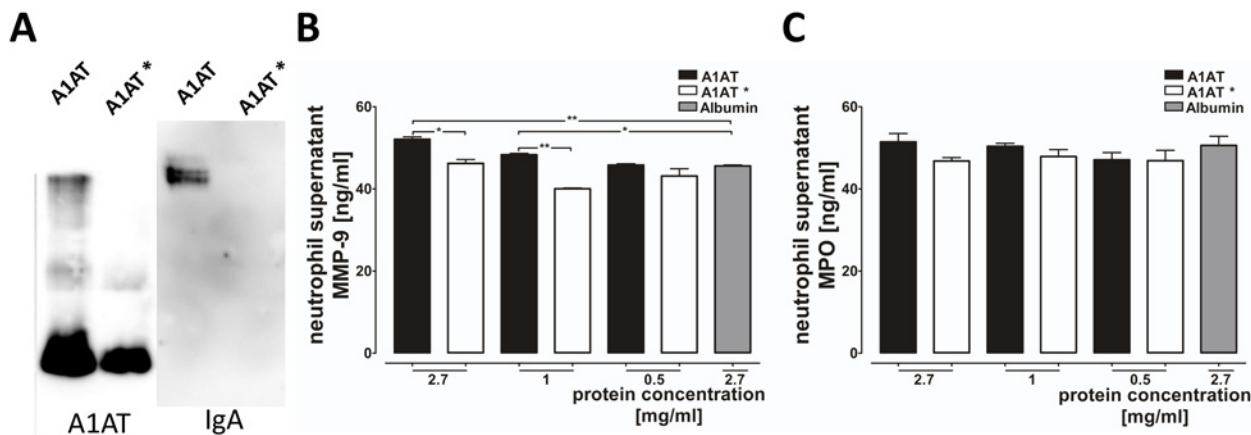 A
A1AT
A1AT*
A1AT
A1AT*
A1AT
IgA
B
A1AT
A1AT *
Albumin
neutrophil supernatant
MMP-9 [ng/ml]
60
40
20
0
**
*
*
**
2.7
1
0.5
2.7
protein concentration
[mg/ml]
C
A1AT
A1AT *
Albumin
neutrophil supernatant
MPO [ng/ml]
60
40
20
0
2.7
1
0.5
2.7
protein concentration
[mg/ml]